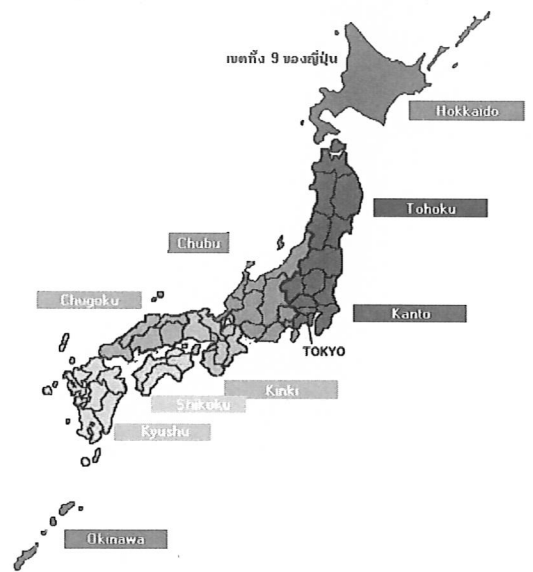 เขตทั้ง 9 ของญี่ปุ่น
Hokkaido
Tohoku
Chubu
Chugoku
Kanto
TOKYO
Kinki
Shikoku
Kyushu
Okinawa